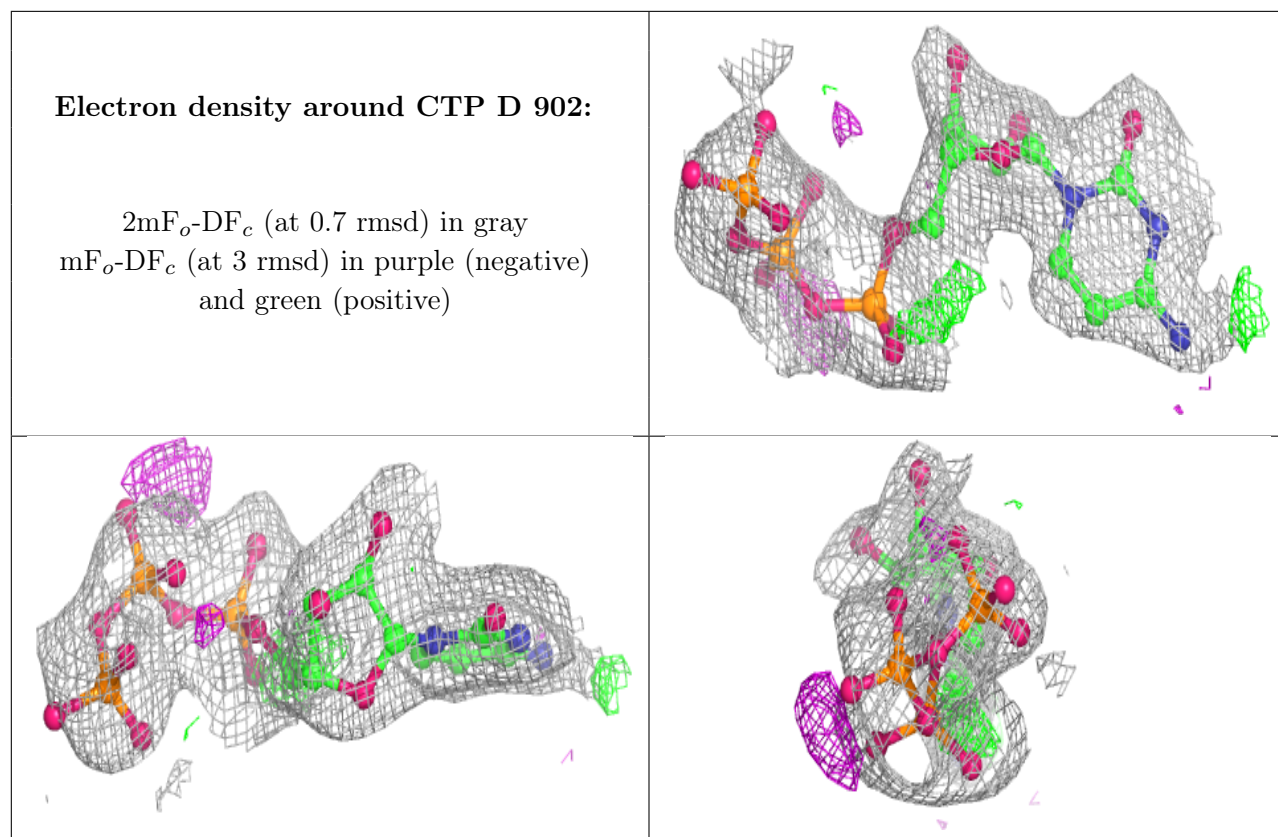 Electron density around CTP D 902:
2mFo-DFc (at 0.7 rmsd) in gray
mFo-DFc (at 3 rmsd) in purple (negative)
and green (positive)